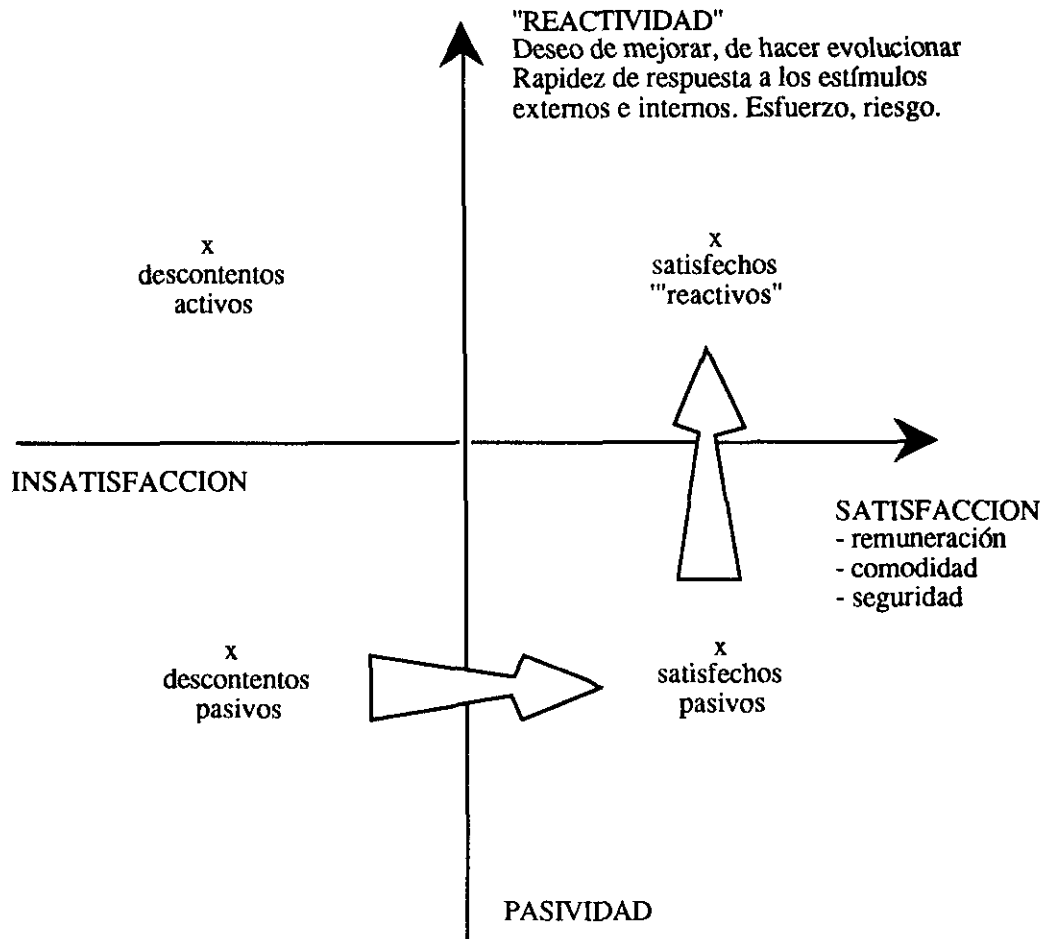 "REACTIVIDAD"
Deseo de mejorar, de hacer evolucionar
Rapidez de respuesta a los estímulos
externos e internos. Esfuerzo, riesgo.
x
descontentos
activos
x
satisfechos
'"reactivos"
INSATISFACCION
SATISFACCION
- remuneración
- comodidad
- seguridad
x
descontentos
pasivos
x
satisfechos
pasivos
PASIVIDAD